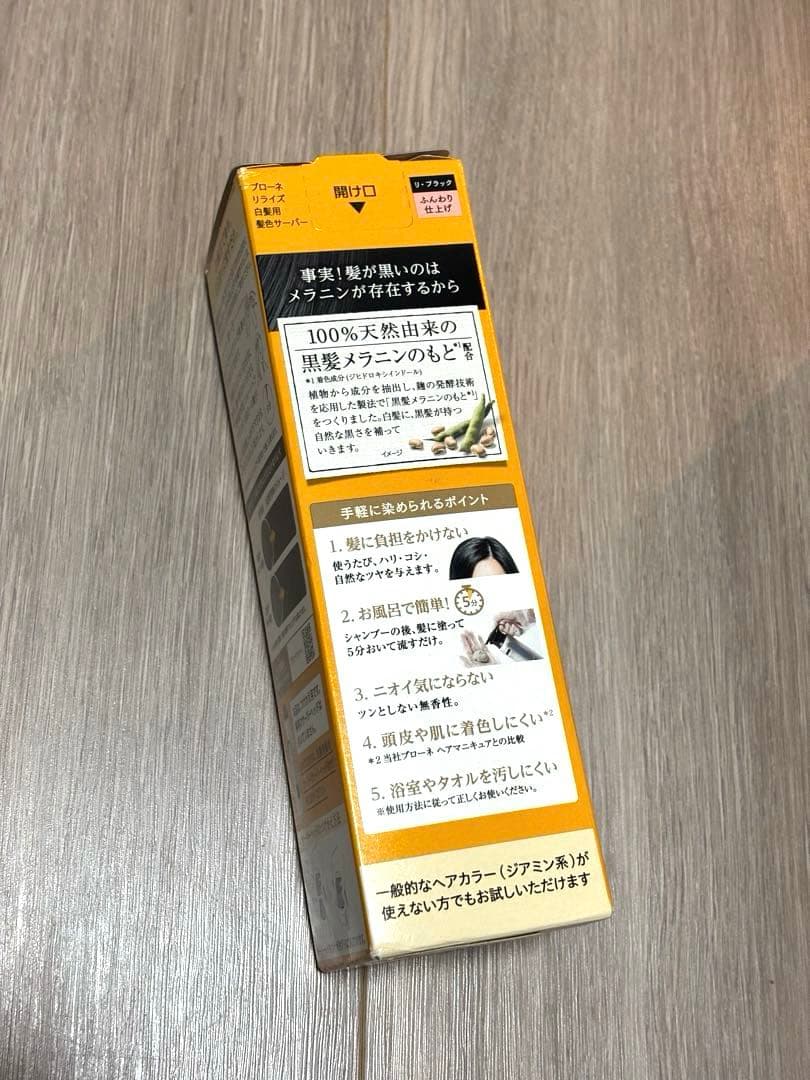 ブローネ
リライズ
白髪用
髪色サーバー
開け口
リ・ブラック
ふんわり
仕上げ
事実!髪が黒いのは
メラニンが存在するから
100%天然由来の
黒髪メラニンのもと*1配合
*1 着色成分(ジヒドロキシインドール)
植物から成分を抽出し、麹の発酵技術
を応用した製法で「黒髪メラニンのもと*1」
をつくりました。白髪に、黒髪が持つ
自然な黒さを補って
いきます。
イメージ
手軽に染められるポイント
1. 髪に負担をかけない
使うたび、ハリ・コシ・
自然なツヤを与えます。
2. お風呂で簡単!
5分
シャンプーの後、髪に塗って
5分おいて流すだけ。
3. ニオイ気にならない
ツンとしない無香性。
4. 頭皮や肌に着色しにくい*2
*2 当社ブローネ ヘアマニキュアとの比較
5. 浴室やタオルを汚しにくい
※使用方法に従って正しくお使いください。
一般的なヘアカラー(ジアミン系)が
使えない方でもお試しいただけます